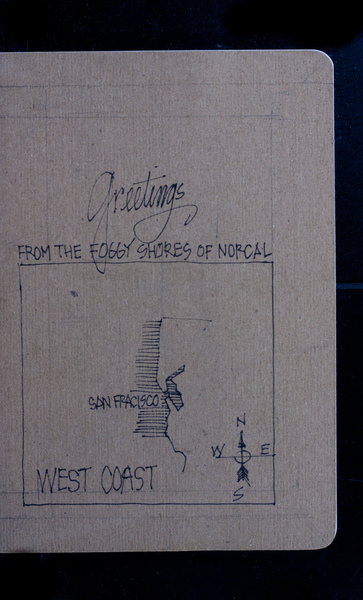 Greetings
FROM THE FOGGY SHORES OF NORCAL
SAN FRACISCO
N
W E
S
WEST COAST